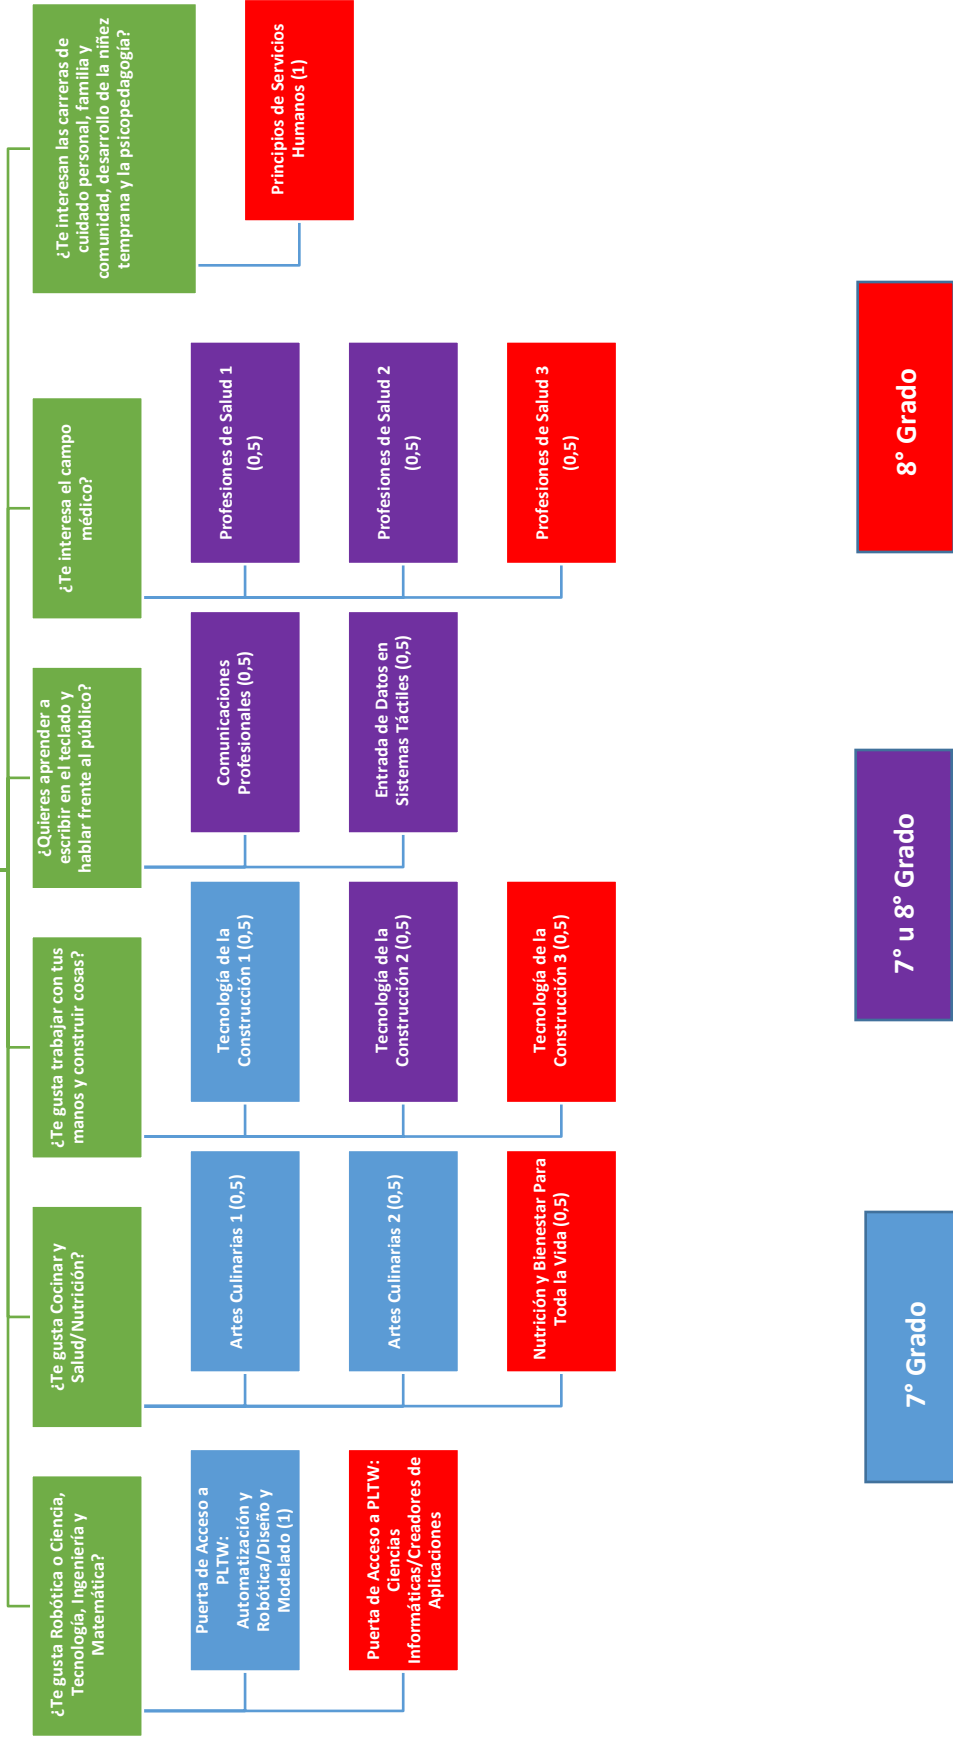 ¿Te gusta Robótica o Ciencia,
Tecnología, Ingeniería y
Matemática?
Puerta de Acceso a
PLTW:
Automatización y
Robótica/Diseño y
Modelado (1)
Puerta de Acceso a PLTW:
Ciencias
Informáticas/Creadores de
Aplicaciones
¿Te gusta Cocinar y
Salud/Nutrición?
Artes Culinarias 1 (0,5)
Artes Culinarias 2 (0,5)
Nutrición y Bienestar Para
Toda la Vida (0,5)
¿Te gusta trabajar con tus
manos y construir cosas?
Tecnología de la
Construcción 1 (0,5)
Tecnología de la
Construcción 2 (0,5)
Tecnología de la
Construcción 3 (0,5)
¿Quieres aprender a
escribir en el teclado y
hablar frente al público?
Comunicaciones
Profesionales (0,5)
Entrada de Datos en
Sistemas Táctiles (0,5)
¿Te interesa el campo
médico?
Profesiones de Salud 1
(0,5)
Profesiones de Salud 2
(0,5)
Profesiones de Salud 3
(0,5)
¿Te interesan las carreras de
cuidado personal, familia y
comunidad, desarrollo de la niñez
temprana y la psicopedagogía?
Principios de Servicios
Humanos (1)
7° Grado
7° u 8° Grado
8° Grado